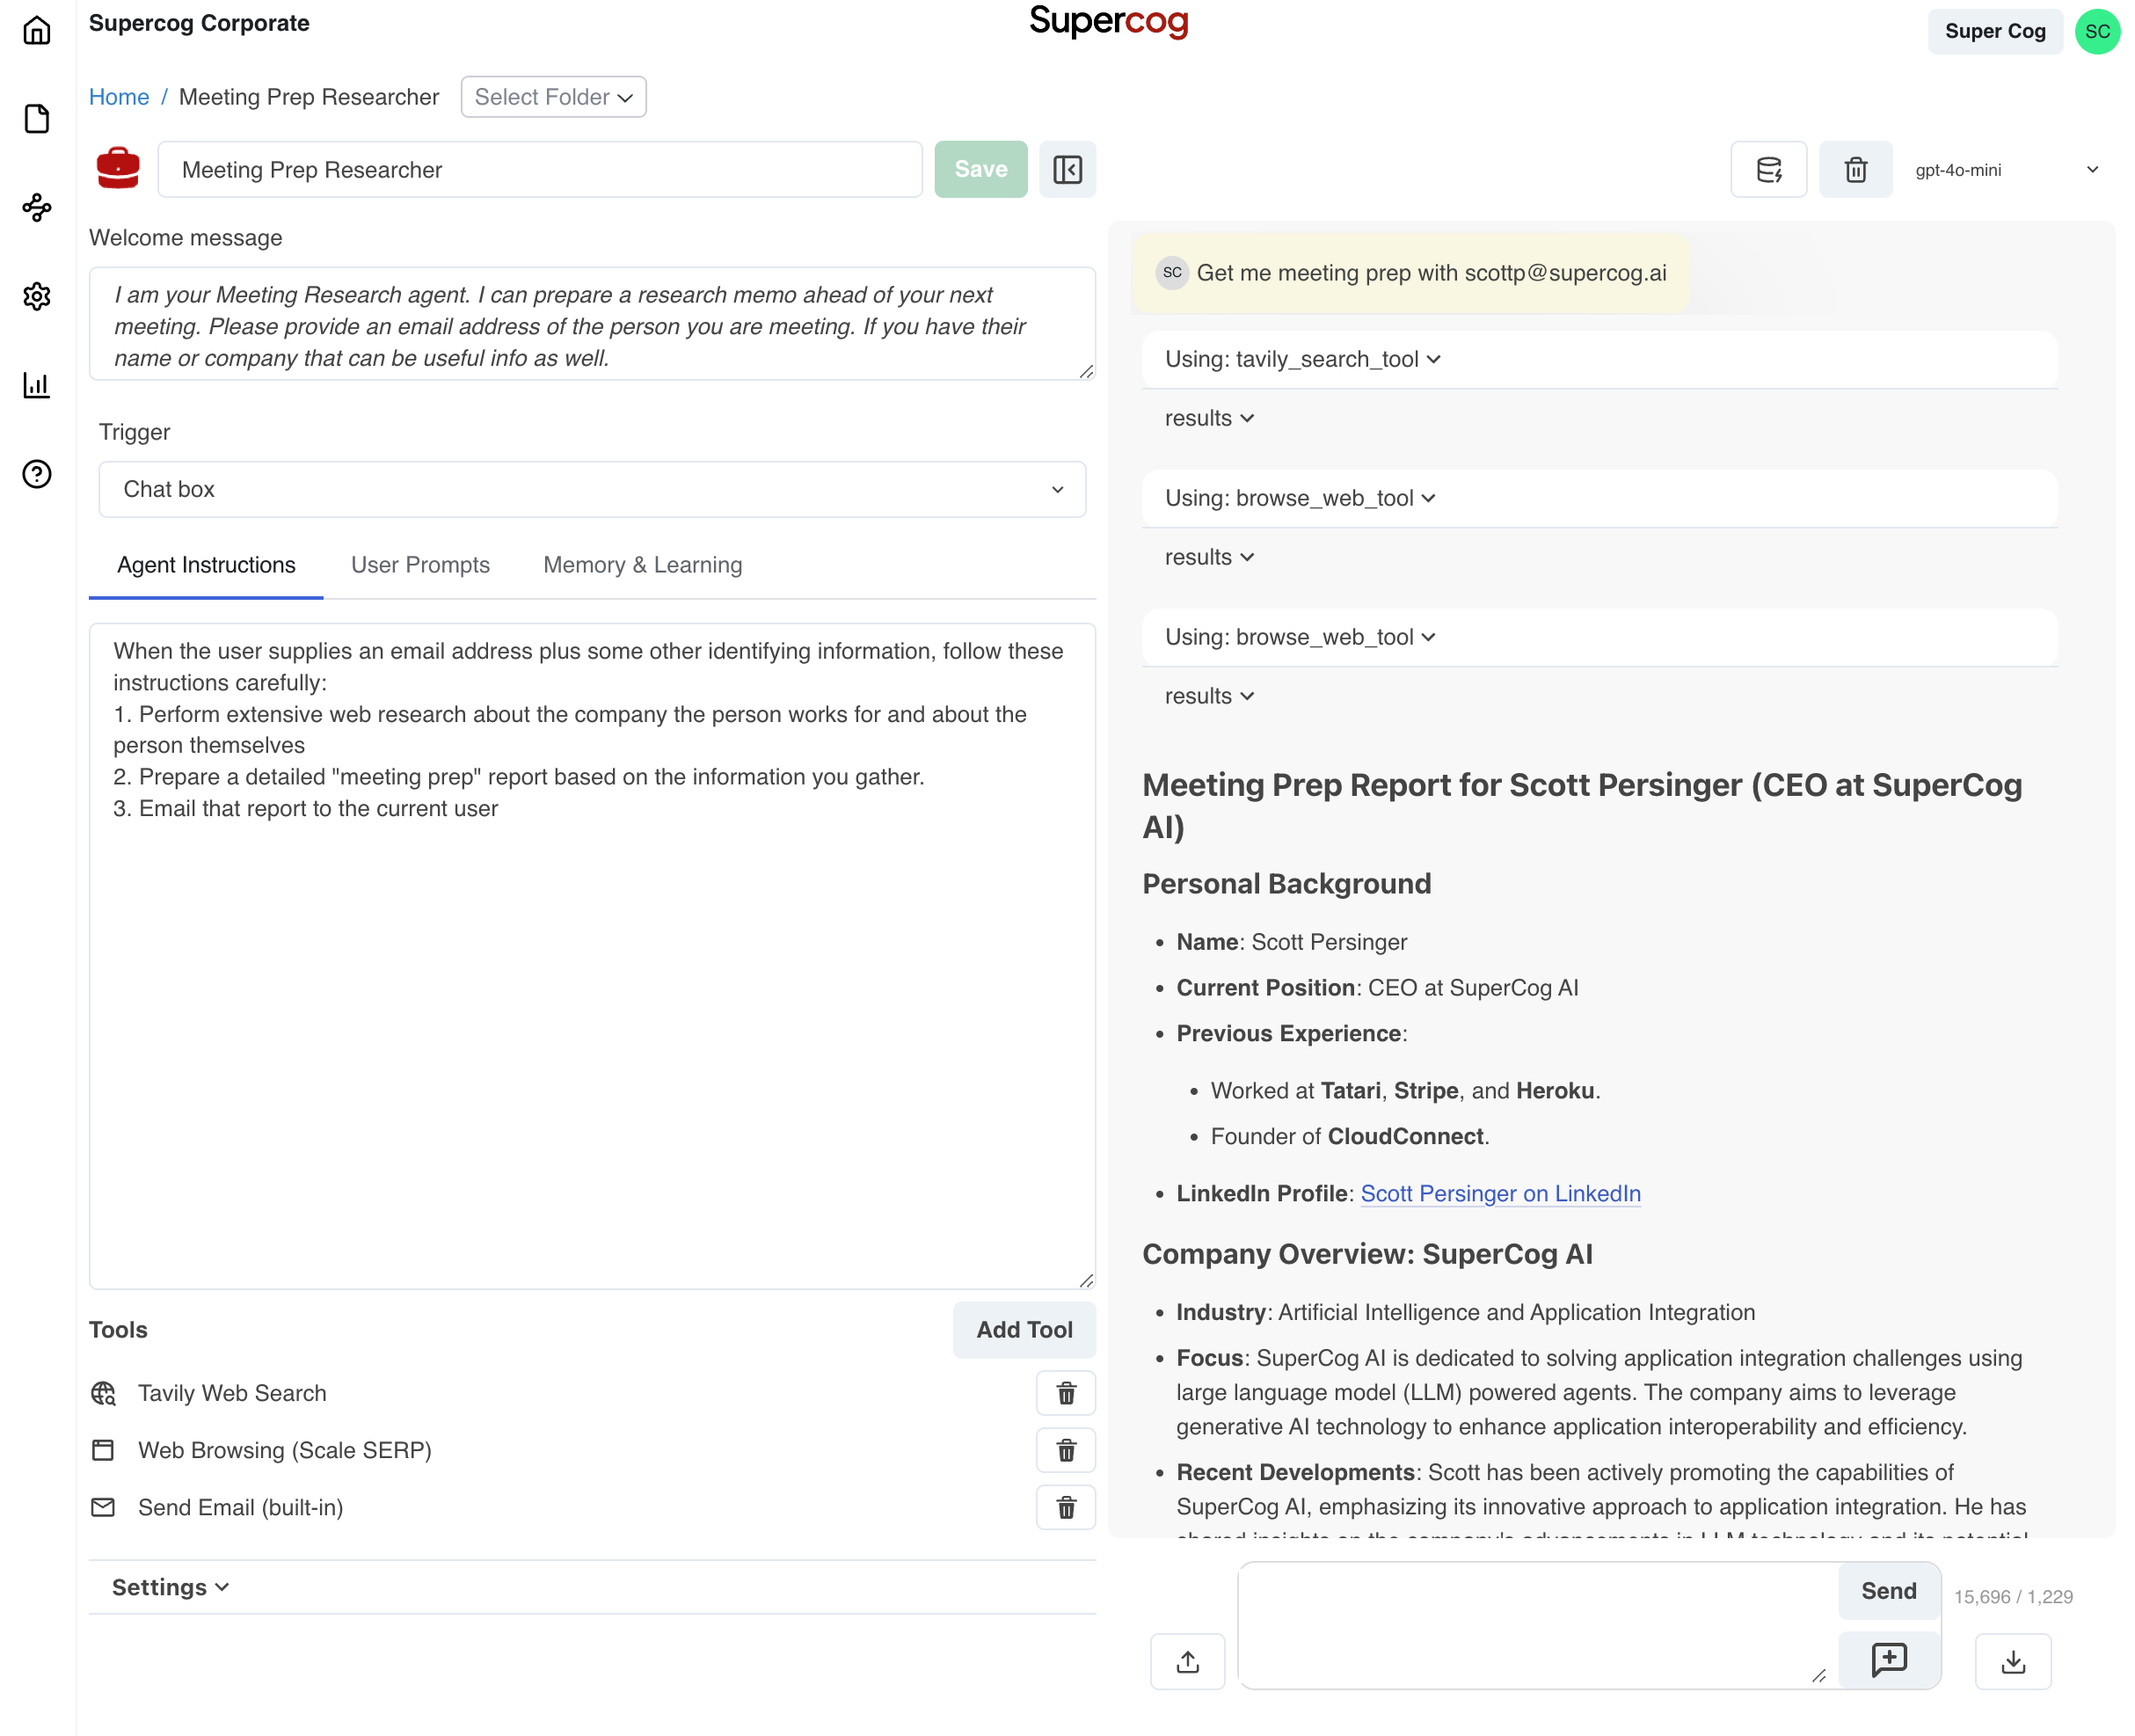 Supercog Corporate
Supercog
Super Cog
SC
Home / Meeting Prep Researcher
Select Folder
Meeting Prep Researcher
Save
gpt-4o-mini
Welcome message
I am your Meeting Research agent. I can prepare a research memo ahead of your next
meeting. Please provide an email address of the person you are meeting. If you have their
name or company that can be useful info as well.
Trigger
Chat box
Agent Instructions
User Prompts
Memory & Learning
When the user supplies an email address plus some other identifying information, follow these
instructions carefully:
1. Perform extensive web research about the company the person works for and about the
person themselves
2. Prepare a detailed "meeting prep" report based on the information you gather.
3. Email that report to the current user
Tools
Add Tool
Tavily Web Search
Web Browsing (Scale SERP)
Send Email (built-in)
Settings
SC Get me meeting prep with scottp@supercog.ai
Using: tavily_search_tool
results
Using: browse_web_tool
results
Using: browse_web_tool
results
Meeting Prep Report for Scott Persinger (CEO at SuperCog
AI)
Personal Background
• Name: Scott Persinger
• Current Position: CEO at SuperCog AI
• Previous Experience:
• Worked at Tatari, Stripe, and Heroku.
• Founder of CloudConnect.
• LinkedIn Profile: Scott Persinger on LinkedIn
Company Overview: SuperCog AI
• Industry: Artificial Intelligence and Application Integration
• Focus: SuperCog AI is dedicated to solving application integration challenges using
large language model (LLM) powered agents. The company aims to leverage
generative AI technology to enhance application interoperability and efficiency.
• Recent Developments: Scott has been actively promoting the capabilities of
SuperCog AI, emphasizing its innovative approach to application integration. He has
shared insights on the company's advancements in LLM technology and its potential
Send
15,696 / 1,229